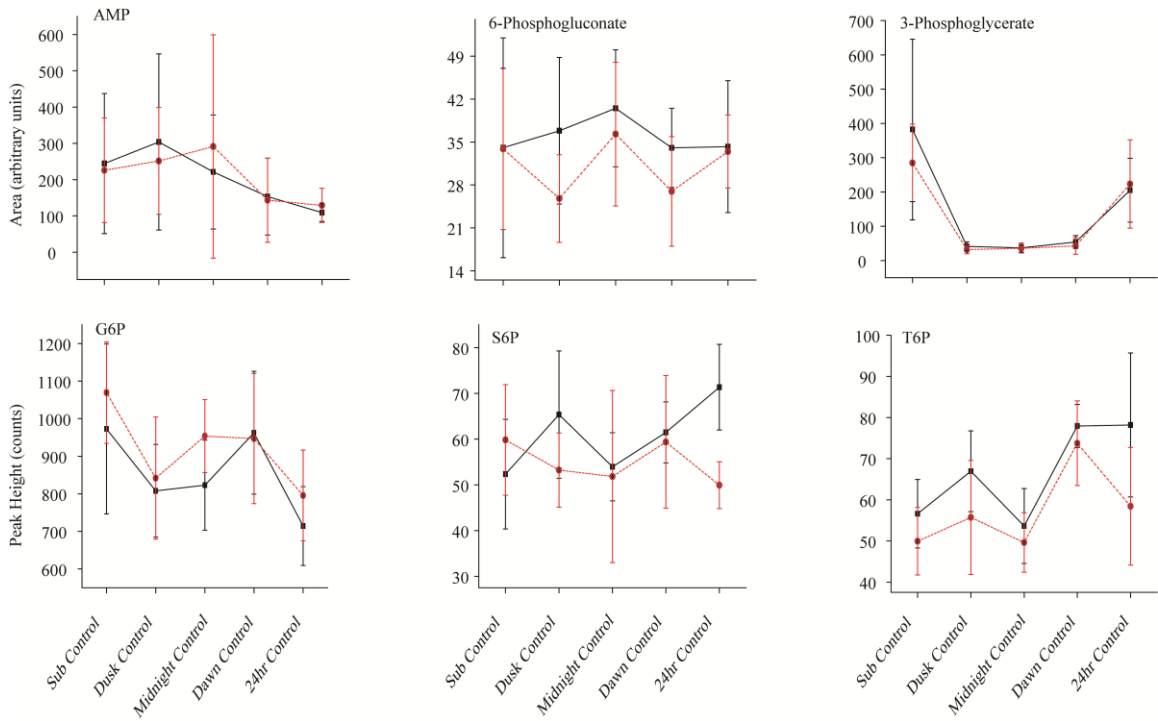 AMP
6-Phosphogluconate
3-Phosphoglycerate
Area (arbitrary units)
600
500
400
300
200
100
0
49
42
35
28
21
14
700
600
500
400
300
200
100
0
G6P
S6P
T6P
Peak Height (counts)
1200
1100
1000
900
800
700
600
80
70
60
50
40
30
100
90
80
70
60
50
40
Sub Control
Dusk Control
Midnight Control
Dawn Control
24hr Control
Sub Control
Dusk Control
Midnight Control
Dawn Control
24hr Control
Sub Control
Dusk Control
Midnight Control
Dawn Control
24hr Control